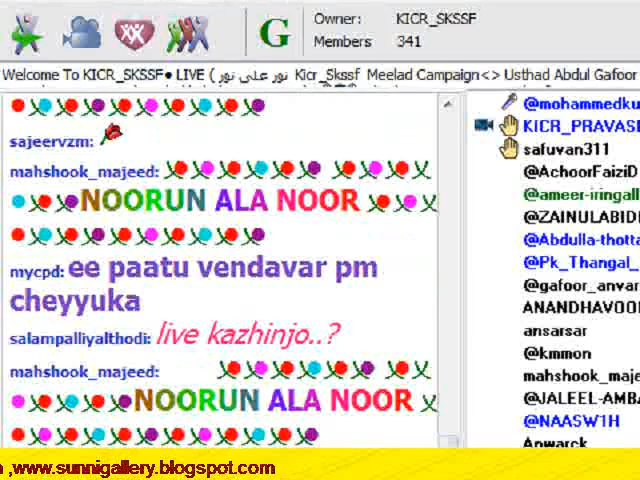 Owner: KICR_SKSSF
G
Members 341
Welcome To KICR_SKSSF• LIVE ( نور على نور Kicr_Skssf Meelad Campaign<> Usthad Abdul Gafoor
sajeervzm:
mahshook_majeed:
NOORUN ALA NOOR
mycpd: ee paatu vendavar pm
cheyyuka
salampalliyalthodi: live kazhinjo..?
mahshook_majeed:
NOORUN ALA NOOR
@mohammedku
KICR_PRAVASI
safuvan311
@AchoorFaiziD
@ameer-iringall
@ZAINULABID
@Abdulla-thotta
@Pk_Thangal_
@gafoor_anvar
ANANDHAVOO
ansarsar
@kmmon
mahshook_maje
@JALEEL-AMBA
@NAASW1H
Anwarck
,www.sunnigallery.blogspot.com